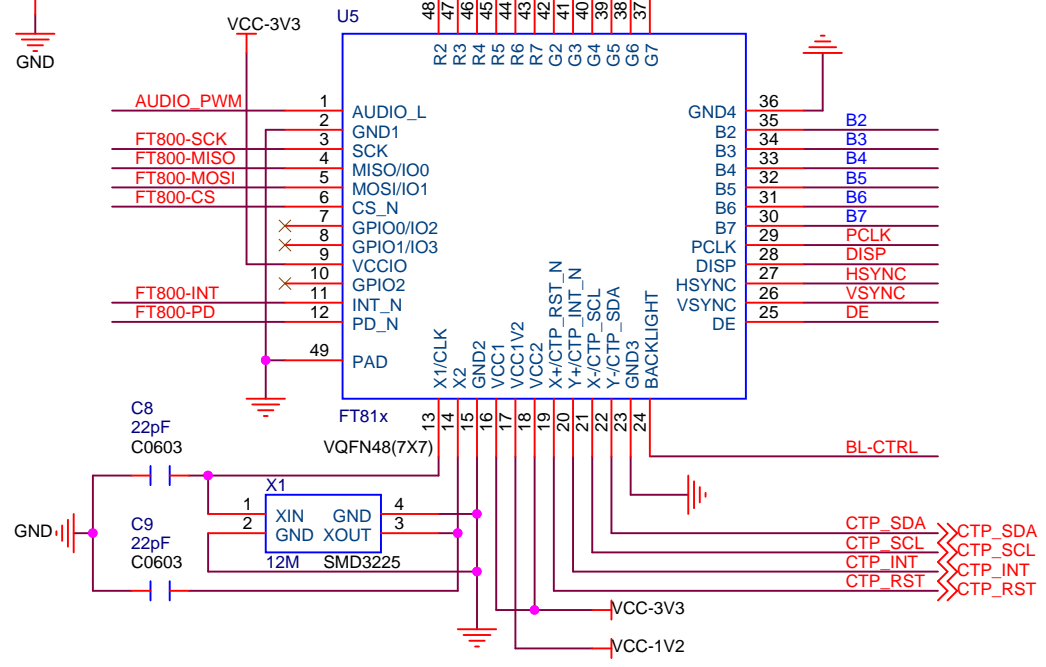 48 47 46 45 44 43 42 41 40 39 38 37
U5
VCC-3V3
GND
R2 R3 R4 R5 R6 R7 G2 G3 G4 G5 G6 G7
AUDIO_PWM 1 AUDIO_L
2 GND1
FT800-SCK 3 SCK
FT800-MISO 4 MISO/IO0
FT800-MOSI 5 MOSI/IO1
FT800-CS 6 CS_N
7 GPIO0/IO2
8 GPIO1/IO3
9 VCCIO
10 GPIO2
FT800-INT 11 INT_N
FT800-PD 12 PD_N
49 PAD
GND4 36
B2 35 B2
B3 34 B3
B4 33 B4
B5 32 B5
B6 31 B6
B7 30 B7
PCLK 29 PCLK
DISP 28 DISP
HSYNC 27 HSYNC
VSYNC 26 VSYNC
DE 25 DE
X1/CLK
X2
GND2
VCC1
VCC1V2
VCC2
X+/CTP_RST_N
Y+/CTP_INT_N
X-/CTP_SCL
Y-/CTP_SDA
GND3
BACKLIGHT
FT81x
13 14 15 16 17 18 19 20 21 22 23 24
VQFN48(7X7)
BL-CTRL
C8
22pF
C0603
X1
1 XIN GND 4
2 GND XOUT 3
12M SMD3225
GND
C9
22pF
C0603
CTP_SDA CTP_SDA
CTP_SCL CTP_SCL
CTP_INT CTP_INT
CTP_RST CTP_RST
VCC-3V3
VCC-1V2